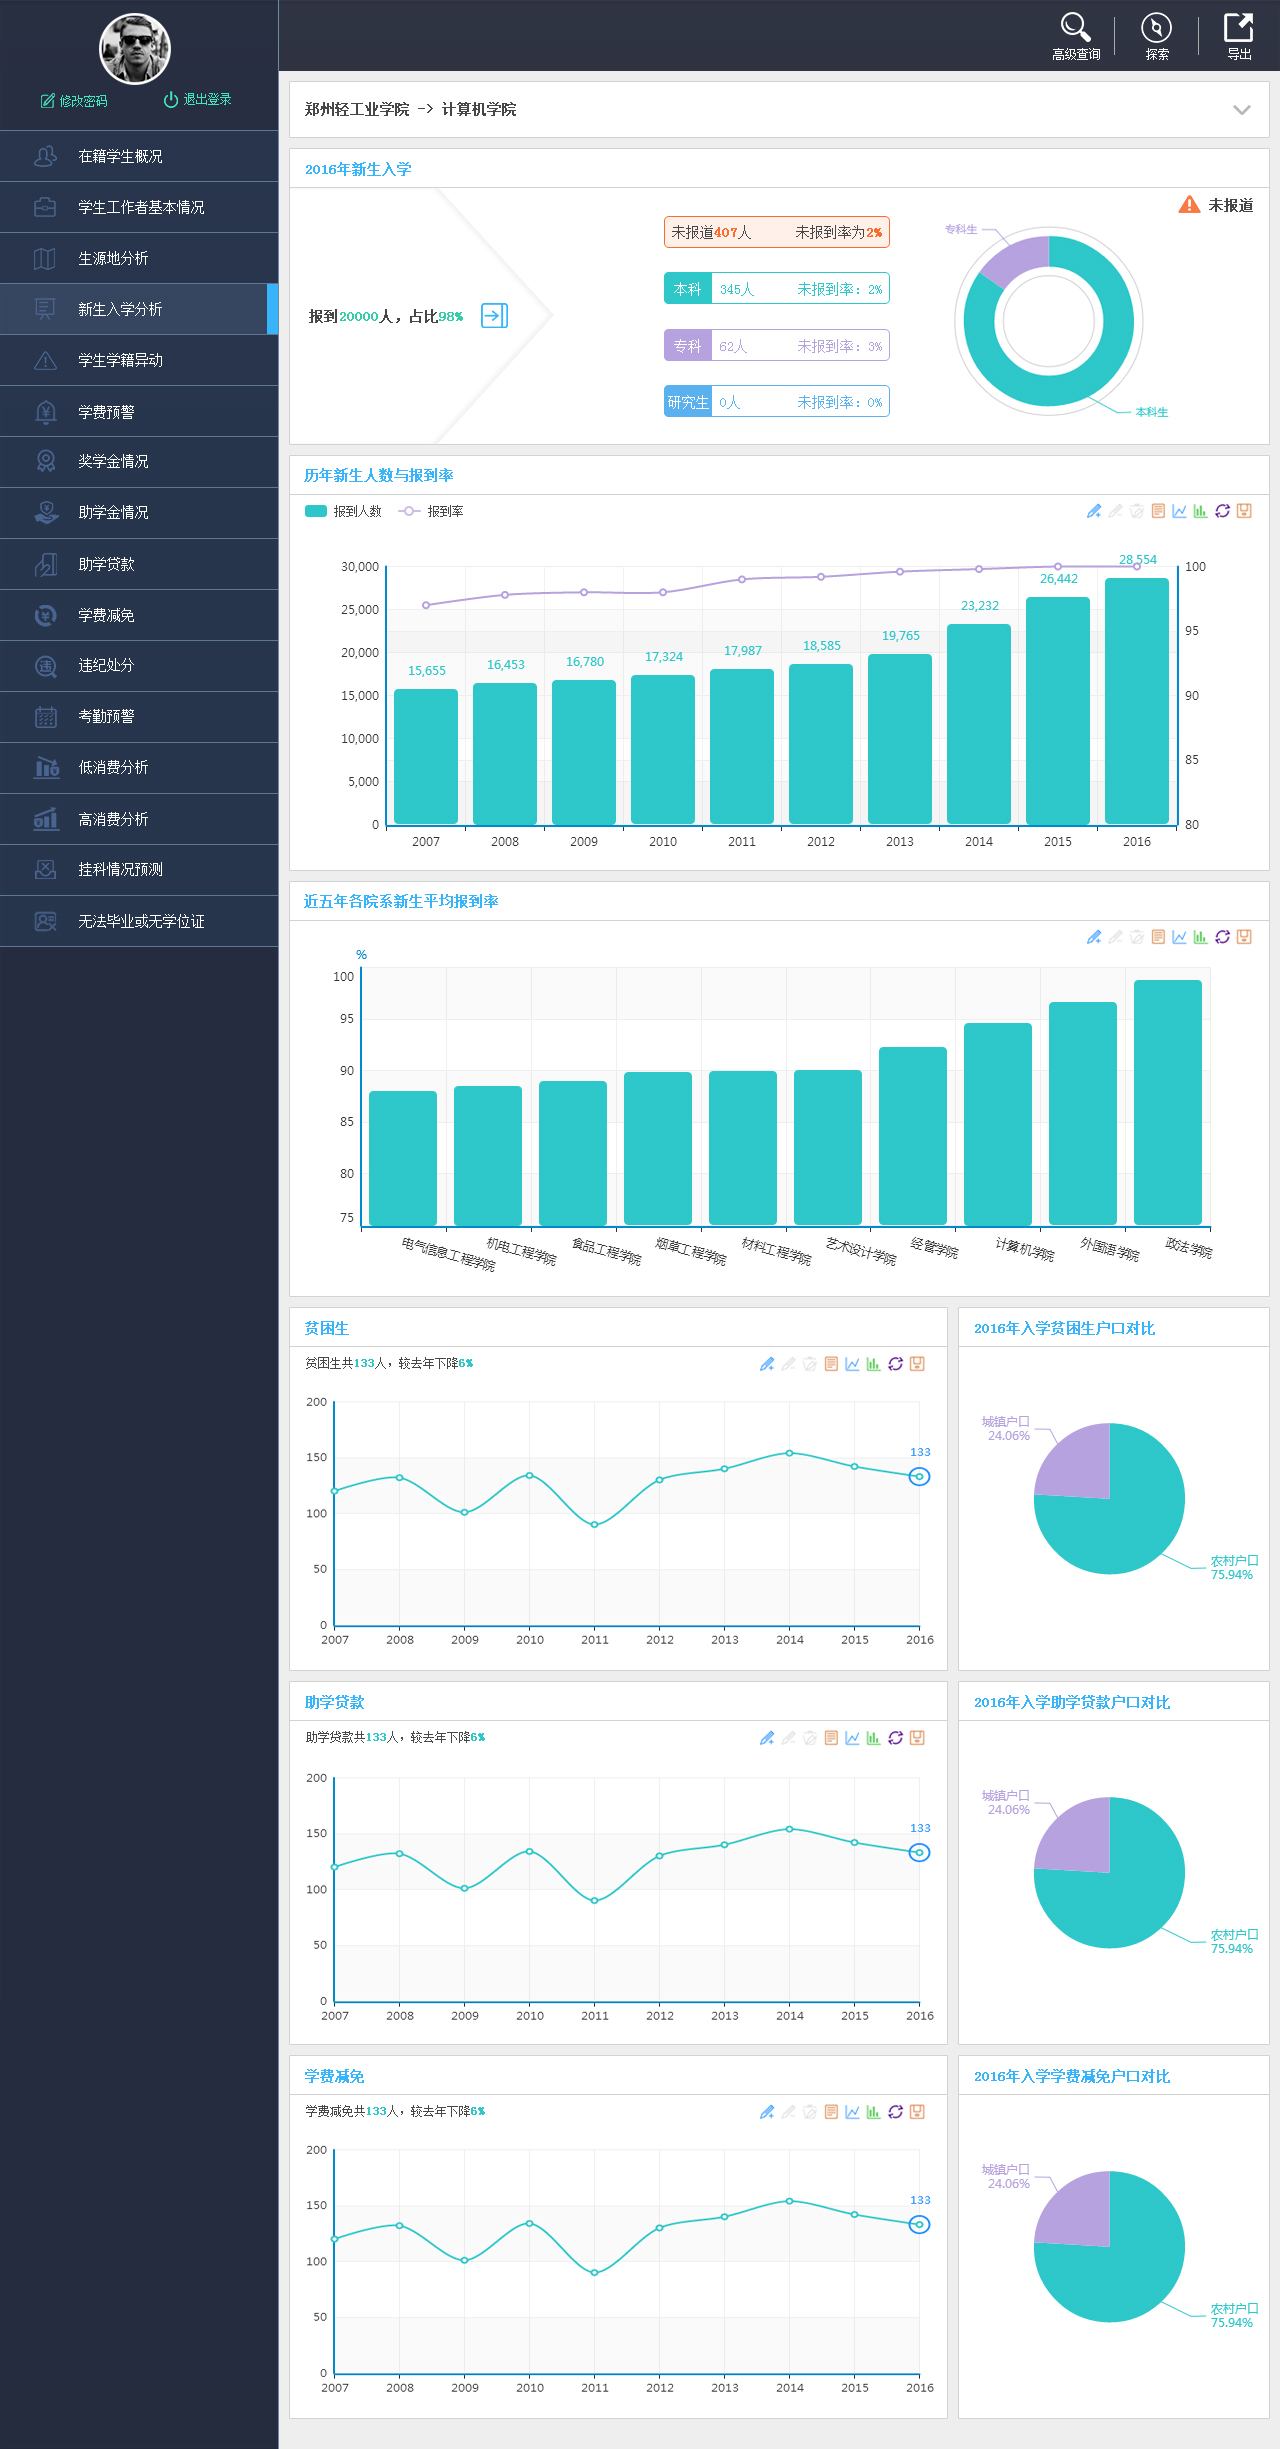 修改密码
退出登录
高级查询
探索
导出
在籍学生概况
学生工作者基本情况
生源地分析
新生入学分析
学生学籍异动
学费预警
奖学金情况
助学金情况
助学贷款
学费减免
违纪处分
考勤预警
低消费分析
高消费分析
挂科情况预测
无法毕业或无学位证
郑州轻工业学院 -> 计算机学院
2016年新生入学
未报道
报到20000人，占比98%
未报道407人 未报到率为2%
本科 345人 未报到率：2%
专科 62人 未报到率：3%
研究生 0人 未报到率：0%
专科生
本科生
历年新生人数与报到率
报到人数 报到率
30,000
25,000
20,000
15,000
10,000
5,000
0
15,655
16,453
16,780
17,324
17,987
18,585
19,765
23,232
26,442
28,554
100
95
90
85
80
2007 2008 2009 2010 2011 2012 2013 2014 2015 2016
近五年各院系新生平均报到率
%
100
95
90
85
80
75
电气信息工程学院
机电工程学院
食品工程学院
烟草工程学院
材料工程学院
艺术设计学院
经管学院
计算机学院
外国语学院
政法学院
贫困生
贫困生共133人，较去年下降6%
200
150
100
50
0
133
2007 2008 2009 2010 2011 2012 2013 2014 2015 2016
2016年入学贫困生户口对比
城镇户口
24.06%
农村户口
75.94%
助学贷款
助学贷款共133人，较去年下降6%
200
150
100
50
0
133
2007 2008 2009 2010 2011 2012 2013 2014 2015 2016
2016年入学助学贷款户口对比
城镇户口
24.06%
农村户口
75.94%
学费减免
学费减免共133人，较去年下降6%
200
150
100
50
0
133
2007 2008 2009 2010 2011 2012 2013 2014 2015 2016
2016年入学学费减免户口对比
城镇户口
24.06%
农村户口
75.94%